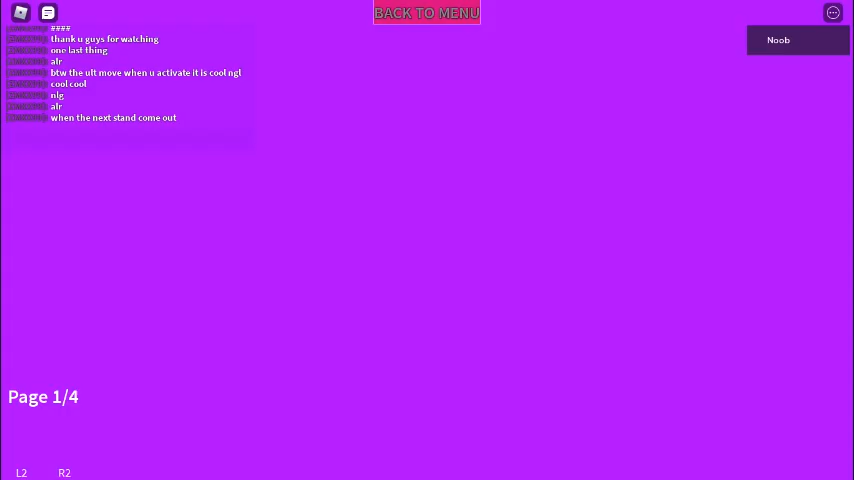 BACK TO MENU
Noob
####
thank u guys for watching
one last thing
alr
btw the ult move when u activate it is cool ngl
cool cool
nlg
alr
when the next stand come out
Page 1/4
L2 R2